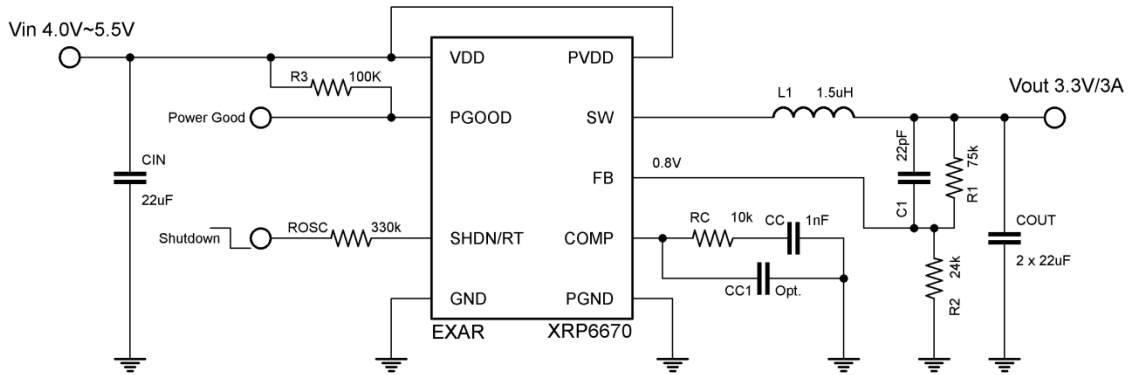 Vin 4.0V~5.5V
VDD
PVDD
R3
100K
L1
1.5uH
Vout 3.3V/3A
Power Good
PGOOD
SW
CIN
22uF
FB
0.8V
22pF
C1
75k
R1
COUT
2 x 22uF
Shutdown
ROSC
330k
SHDN/RT
COMP
RC
10k
CC
1nF
CC1
Opt.
24k
R2
GND
PGND
EXAR
XRP6670